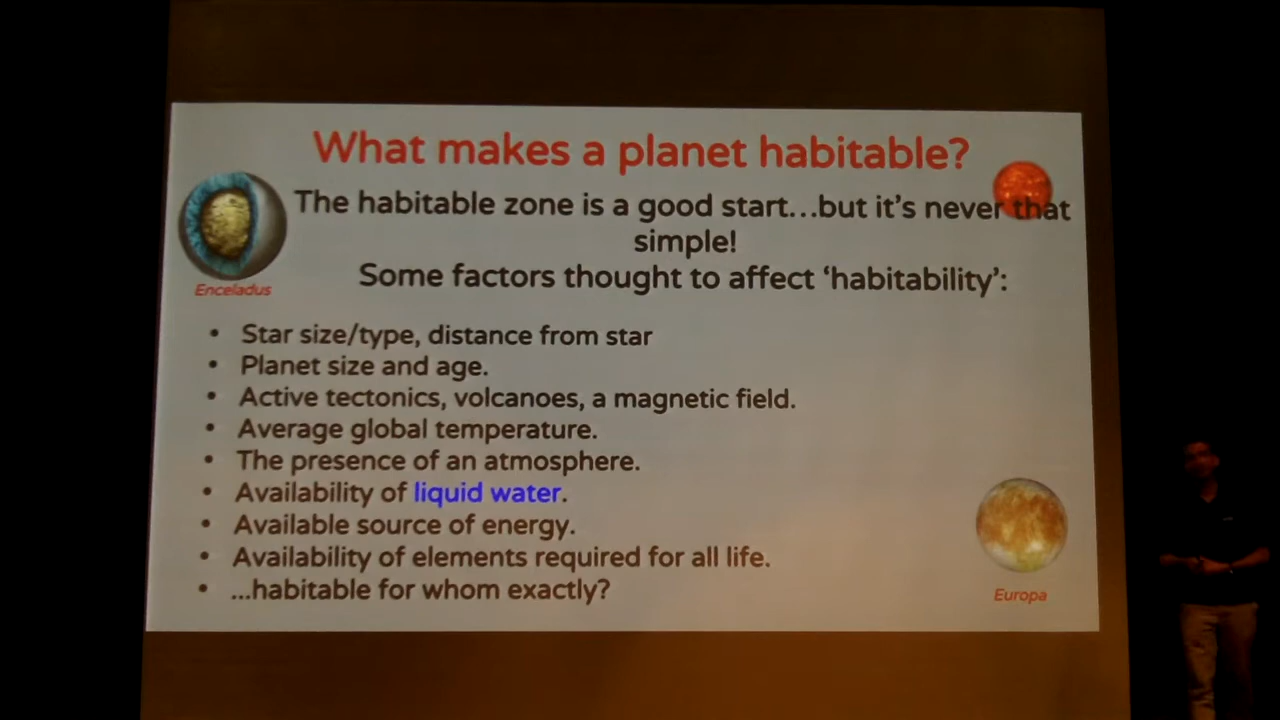 What makes a planet habitable?
The habitable zone is a good start...but it's never that
simple!
Some factors thought to affect ‘habitability’:
Enceladus
• Star size/type, distance from star
• Planet size and age.
• Active tectonics, volcanoes, a magnetic field.
• Average global temperature.
• The presence of an atmosphere.
• Availability of liquid water.
• Available source of energy.
• Availability of elements required for all life.
• ...habitable for whom exactly?
Europa